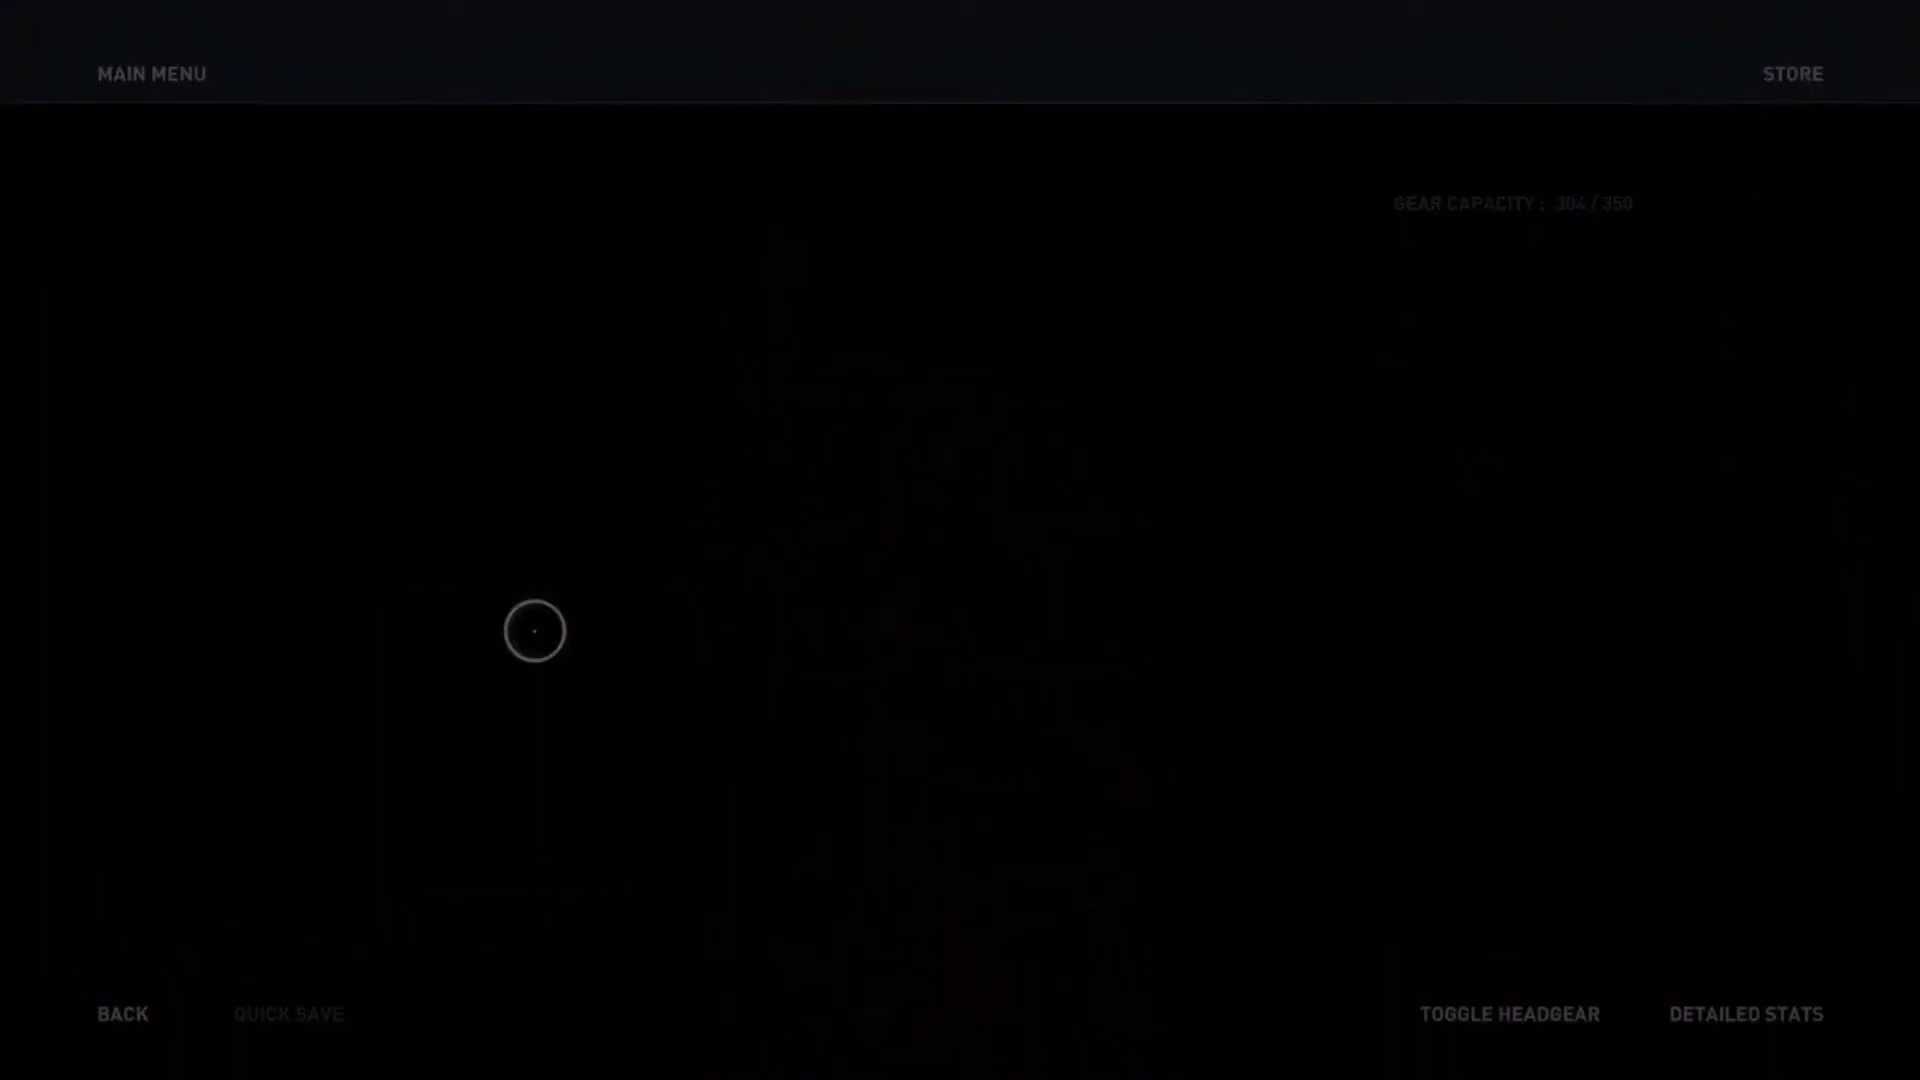 MAIN MENU
STORE
GEAR CAPACITY : 304 / 350
BACK
QUICK SAVE
TOGGLE HEADGEAR
DETAILED STATS